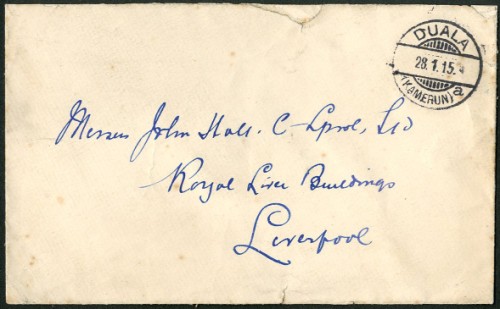 DUALA
28.1.15.
(KAMERUN) a
Messrs John Holt. & C. Lpool, Ltd
Royal Liver Buildings
Liverpool